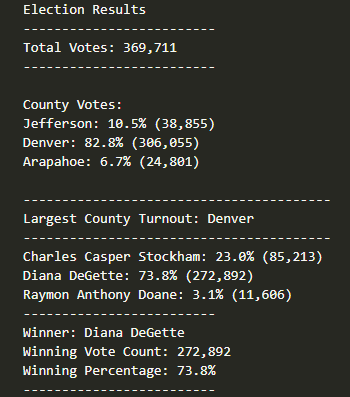 Election Results
-------------------------
Total Votes: 369,711
-------------------------
County Votes:
Jefferson: 10.5% (38,855)
Denver: 82.8% (306,055)
Arapahoe: 6.7% (24,801)
----------------------------------------
Largest County Turnout: Denver
----------------------------------------
Charles Casper Stockham: 23.0% (85,213)
Diana DeGette: 73.8% (272,892)
Raymon Anthony Doane: 3.1% (11,606)
-------------------------
Winner: Diana DeGette
Winning Vote Count: 272,892
Winning Percentage: 73.8%
-------------------------